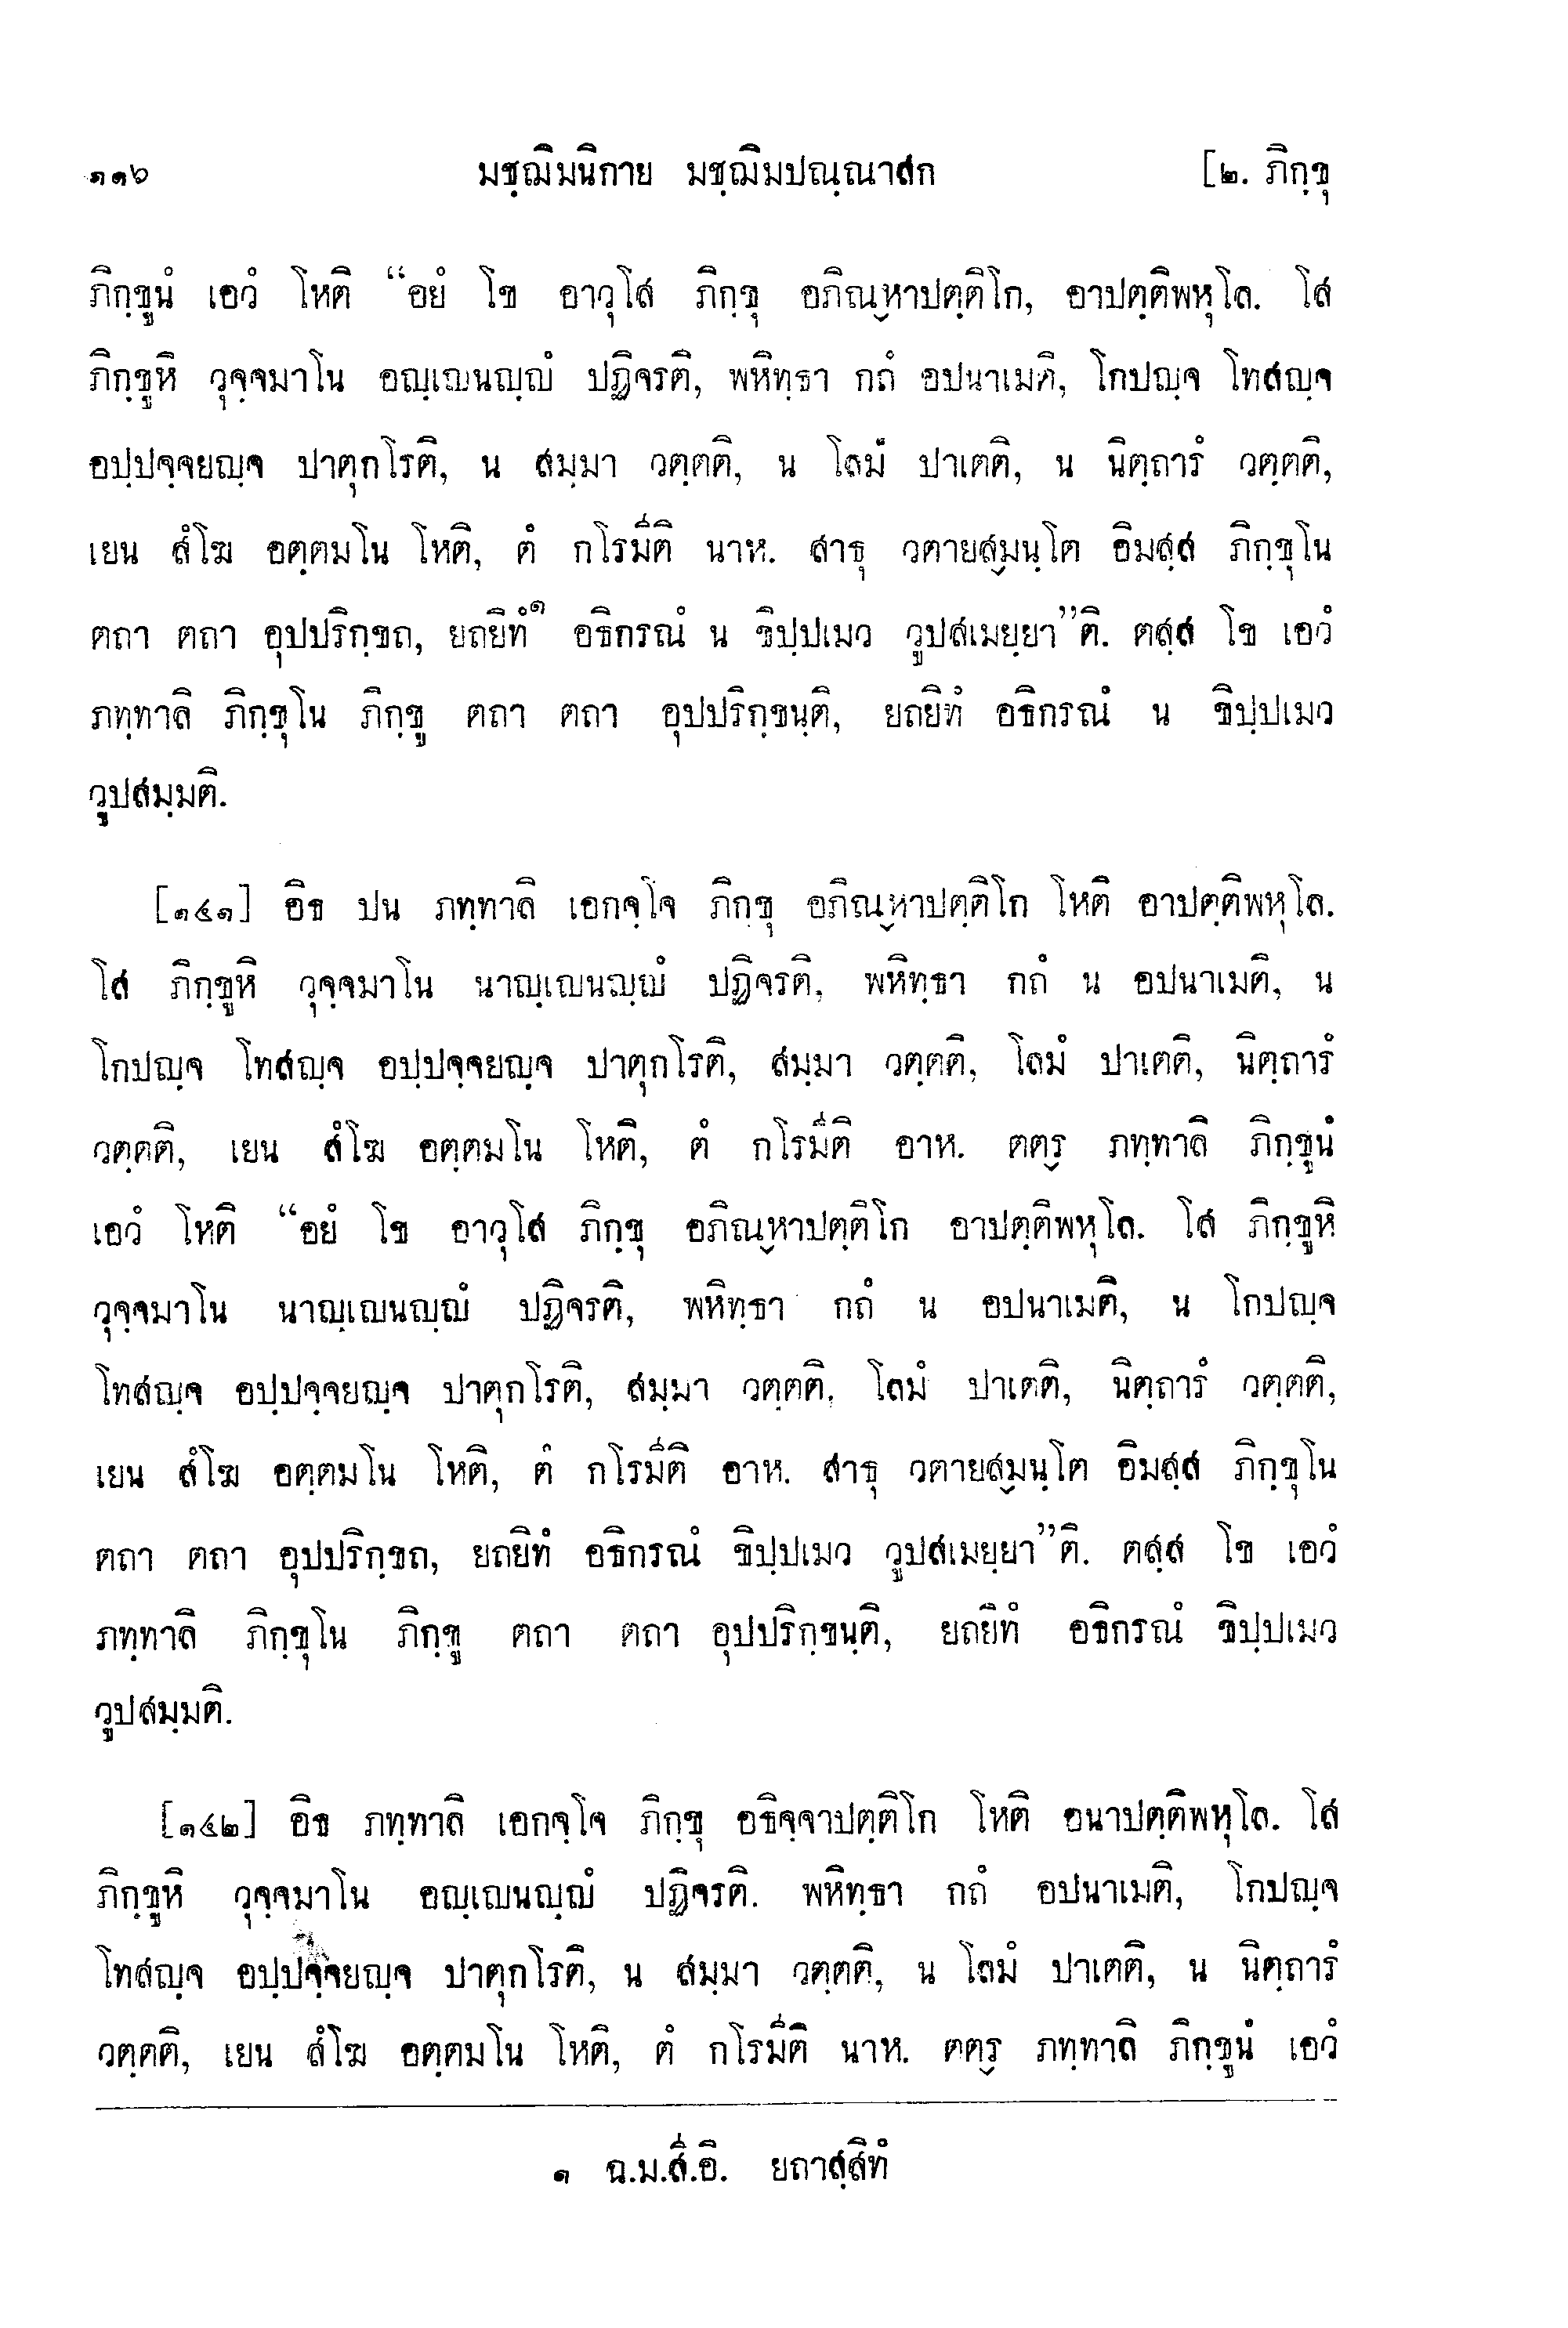 ๑๑๖ มชฺฌิมนิกาย มชฺฌิมปณฺณาสก [๒. ภิกฺขุ
ภิกฺขูนํ เอวํ โหติ “อยํ โข อาวุโส ภิกฺขุ อภิณฺหาปตฺติโก, อาปตฺติพหุโล. โส
ภิกฺขูหิ วุจฺจมาโน อญฺเญนญฺญํ ปฏิจรติ, พหิทฺธา กถํ อปนาเมติ, โกปญฺจ โทสญฺจ
อปฺปจฺจยญฺจ ปาตุกโรติ, น สมฺมา วตฺตติ, น โลมํ ปาเตติ, น นิตฺถารํ วตฺตติ,
เยน สํโฆ อตฺตมโน โหติ, ตํ กโรมีติ นาห. สาธุ วตายสฺมนฺโต อิมสฺส ภิกฺขุโน
ตถา ตถา อุปปริกฺขถ, ยถยิทํ๑ อธิกรณํ น ขิปฺปเมว วูปสเมยฺยา”ติ. ตสฺส โข เอวํ
ภทฺทาลิ ภิกฺขุโน ภิกฺขู ตถา ตถา อุปปริกฺขนฺติ, ยถยิทํ อธิกรณํ น ขิปฺปเมว
วูปสมฺมติ.
[๑๔๑] อิธ ปน ภทฺทาลิ เอกจฺโจ ภิกฺขุ อภิณฺหาปตฺติโก โหติ อาปตฺติพหุโล.
โส ภิกฺขูหิ วุจฺจมาโน นาญฺเญนญฺญํ ปฏิจรติ, พหิทฺธา กถํ น อปนาเมติ, น
โกปญฺจ โทสญฺจ อปฺปจฺจยญฺจ ปาตุกโรติ, สมฺมา วตฺตติ, โลมํ ปาเตติ, นิตฺถารํ
วตฺตติ, เยน สํโฆ อตฺตมโน โหติ, ตํ กโรมีติ อาห. ตตฺร ภทฺทาลิ ภิกฺขูนํ
เอวํ โหติ “อยํ โข อาวุโส ภิกฺขุ อภิณฺหาปตฺติโก อาปตฺติพหุโล. โส ภิกฺขูหิ
วุจฺจมาโน นาญฺเญนญฺญํ ปฏิจรติ, พหิทฺธา กถํ น อปนาเมติ, น โกปญฺจ
โทสญฺจ อปฺปจฺจยญฺจ ปาตุกโรติ, สมฺมา วตฺตติ, โลมํ ปาเตติ, นิตฺถารํ วตฺตติ,
เยน สํโฆ อตฺตมโน โหติ, ตํ กโรมีติ อาห. สาธุ วตายสฺมนฺโต อิมสฺส ภิกฺขุโน
ตถา ตถา อุปปริกฺขถ, ยถยิทํ อธิกรณํ ขิปฺปเมว วูปสเมยฺยา”ติ. ตสฺส โข เอวํ
ภทฺทาลิ ภิกฺขุโน ภิกฺขู ตถา ตถา อุปปริกฺขนฺติ, ยถยิทํ อธิกรณํ ขิปฺปเมว
วูปสมฺมติ.
[๑๔๒] อิธ ภทฺทาลิ เอกจฺโจ ภิกฺขุ อธิจฺจาปตฺติโก โหติ อนาปตฺติพหุโล. โส
ภิกฺขูหิ วุจฺจมาโน อญฺเญนญฺญํ ปฏิจรติ. พหิทฺธา กถํ อปนาเมติ, โกปญฺจ
โทสญฺจ อปฺปจฺจยญฺจ ปาตุกโรติ, น สมฺมา วตฺตติ, น โลมํ ปาเตติ, น นิตฺถารํ
วตฺตติ, เยน สํโฆ อตฺตมโน โหติ, ตํ กโรมีติ นาห. ตตฺร ภทฺทาลิ ภิกฺขูนํ เอวํ
๑ ฉ.ม.สี.อิ. ยถาสฺสิทํ